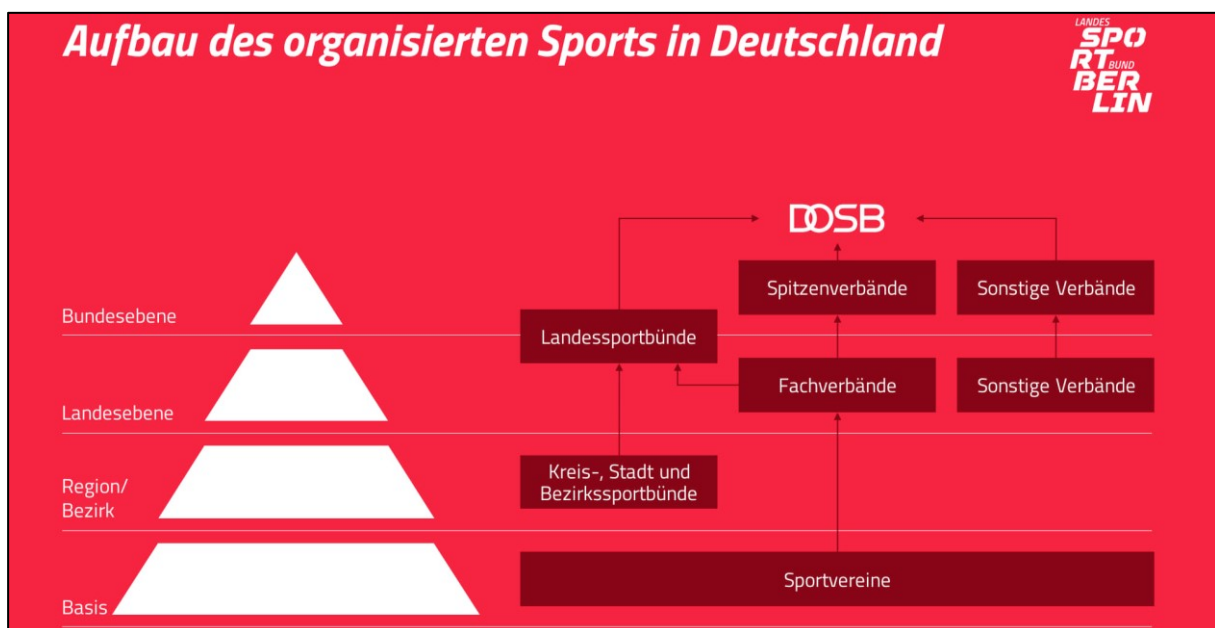 Aufbau des organisierten Sports in Deutschland
LANDES
SPO
RT BUND
BER
LIN
DOSB
Bundesebene
Spitzenverbände
Sonstige Verbände
Landessportbünde
Landesebene
Fachverbände
Sonstige Verbände
Region/
Bezirk
Kreis-, Stadt und
Bezirkssportbünde
Basis
Sportvereine